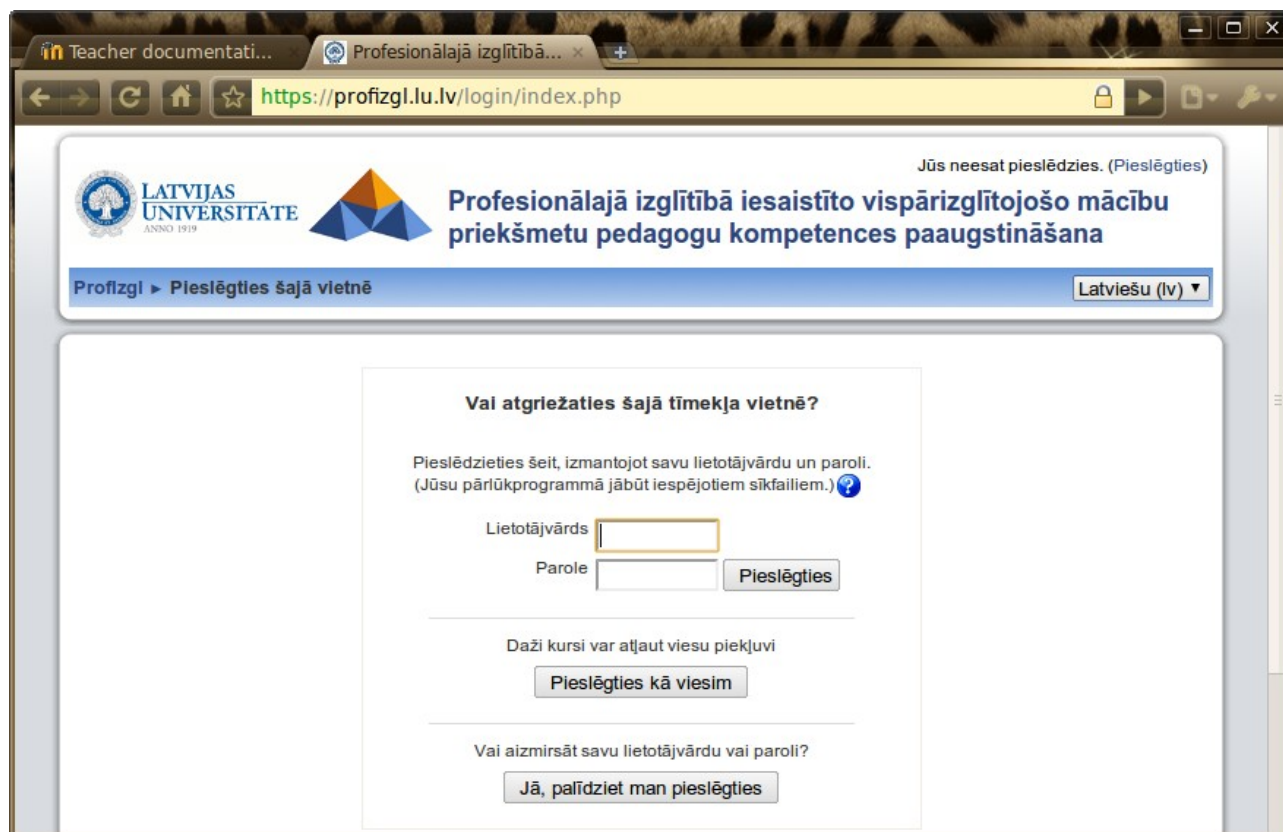 Teacher documentati...
Profesionālajā izglītībā...
https://profizgl.lu.lv/login/index.php
Jūs neesat pieslēdzies. (Pieslēgties)
LATVIJAS
UNIVERSITĀTE
ANNO 1919
Profesionālajā izglītībā iesaistīto vispārizglītojošo mācību
priekšmetu pedagogu kompetences paaugstināšana
ProfIzgl ► Pieslēgties šajā vietnē
Latviešu (lv)
Vai atgriežaties šajā tīmekļa vietnē?
Pieslēdzieties šeit, izmantojot savu lietotājvārdu un paroli.
(Jūsu pārlūkprogrammā jābūt iespējotiem sīkfailiem.)
Lietotājvārds
Parole
Pieslēgties
Daži kursi var atļaut viesu piekļuvi
Pieslēgties kā viesim
Vai aizmirsāt savu lietotājvārdu vai paroli?
Jā, palīdziet man pieslēgties